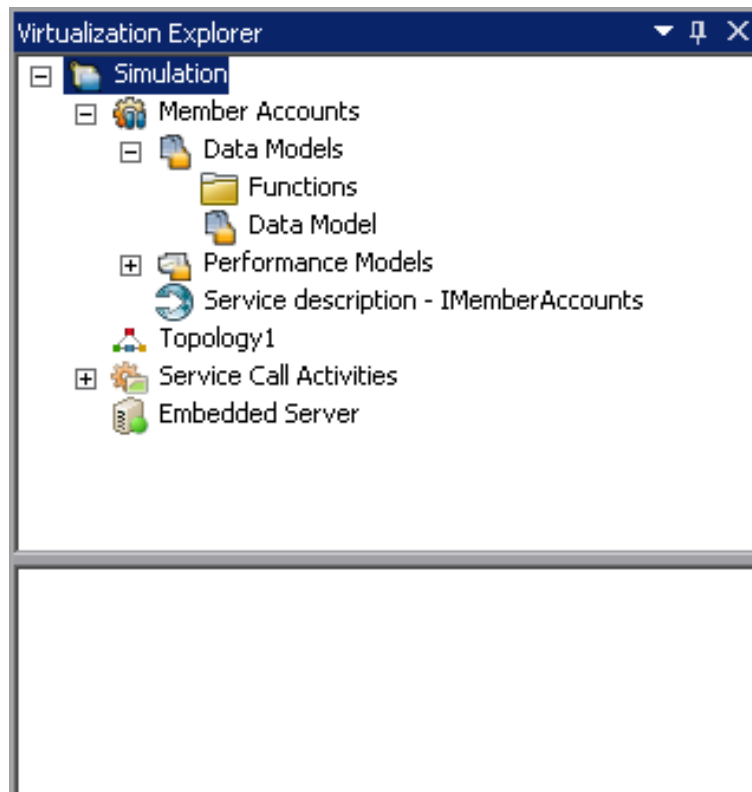 Virtualization Explorer
Simulation
Member Accounts
Data Models
Functions
Data Model
Performance Models
Service description - IMemberAccounts
Topology1
Service Call Activities
Embedded Server